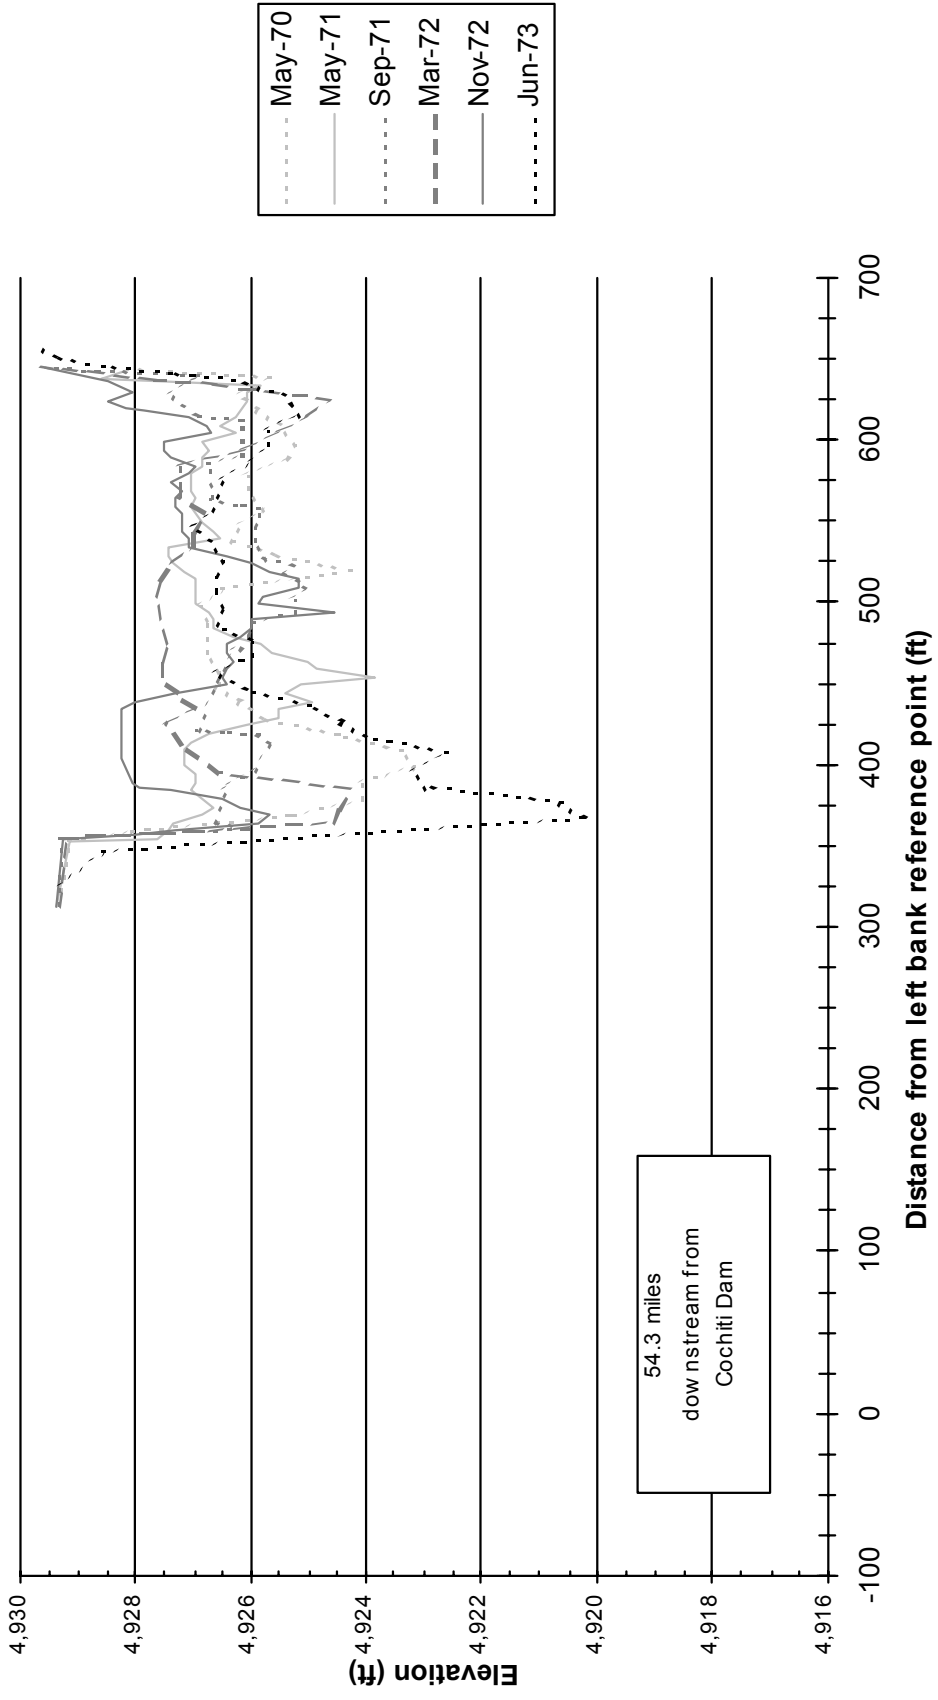 May-70
May-71
Sep-71
Mar-72
Nov-72
Jun-73
Elevation (ft)
4,930
4,928
4,926
4,924
4,922
4,920
4,918
4,916
54.3 miles
dow nstream from
Cochiti Dam
-100
0
100
200
300
400
500
600
700
Distance from left bank reference point (ft)